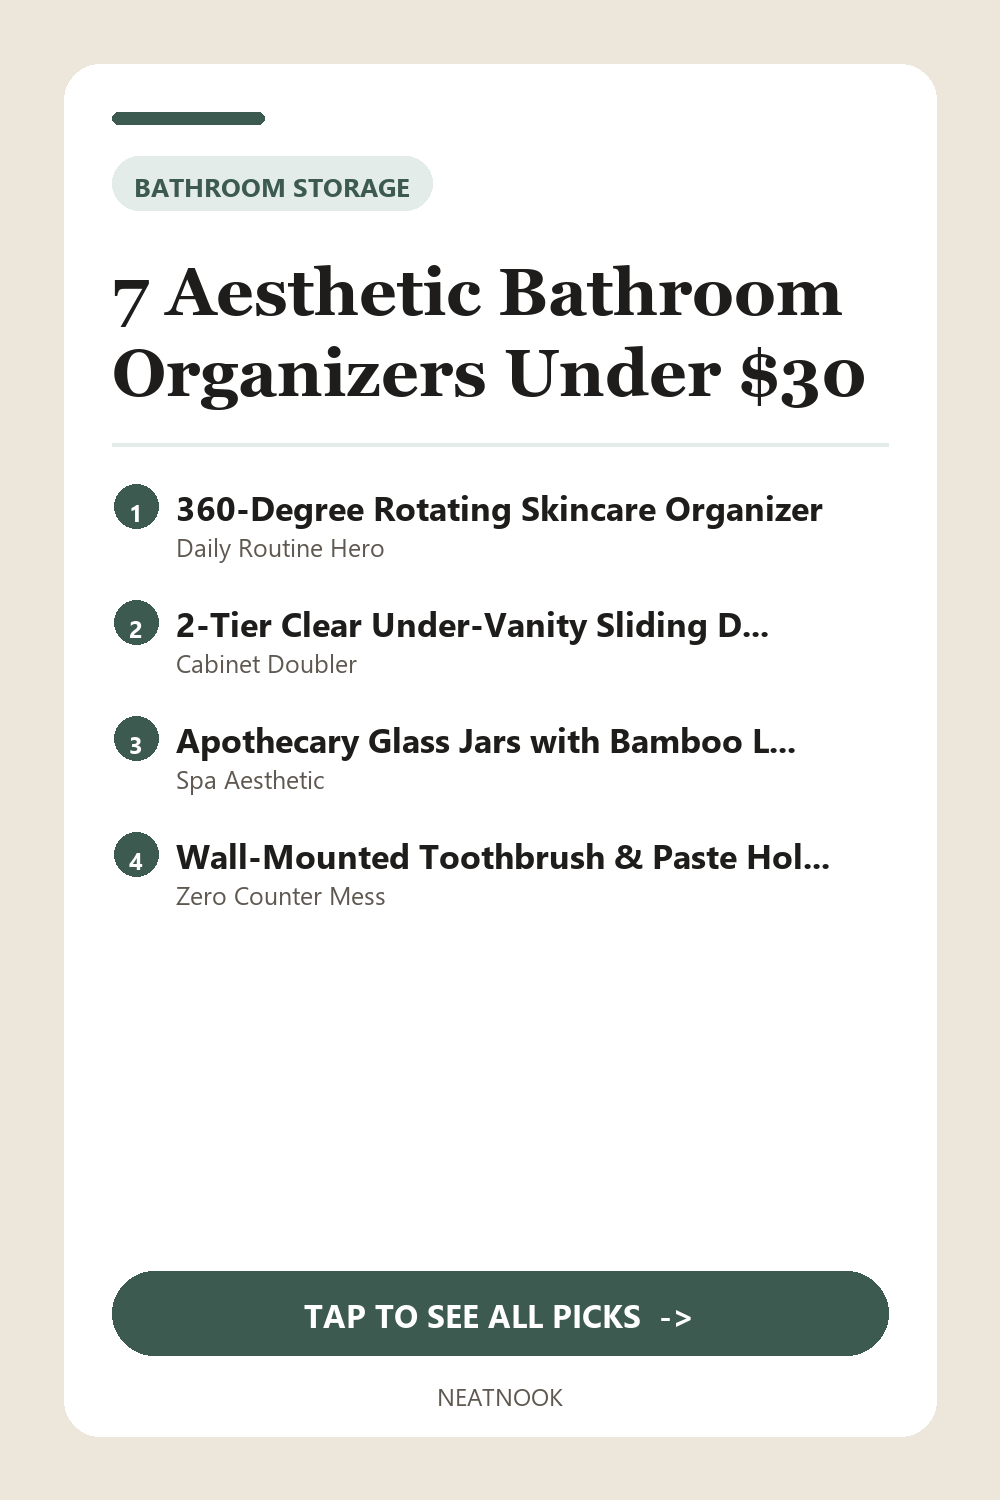 BATHROOM STORAGE
7 Aesthetic Bathroom
Organizers Under $30
1 360-Degree Rotating Skincare Organizer
Daily Routine Hero
2 2-Tier Clear Under-Vanity Sliding D...
Cabinet Doubler
3 Apothecary Glass Jars with Bamboo L...
Spa Aesthetic
4 Wall-Mounted Toothbrush & Paste Hol...
Zero Counter Mess
TAP TO SEE ALL PICKS ->
NEATNOOK